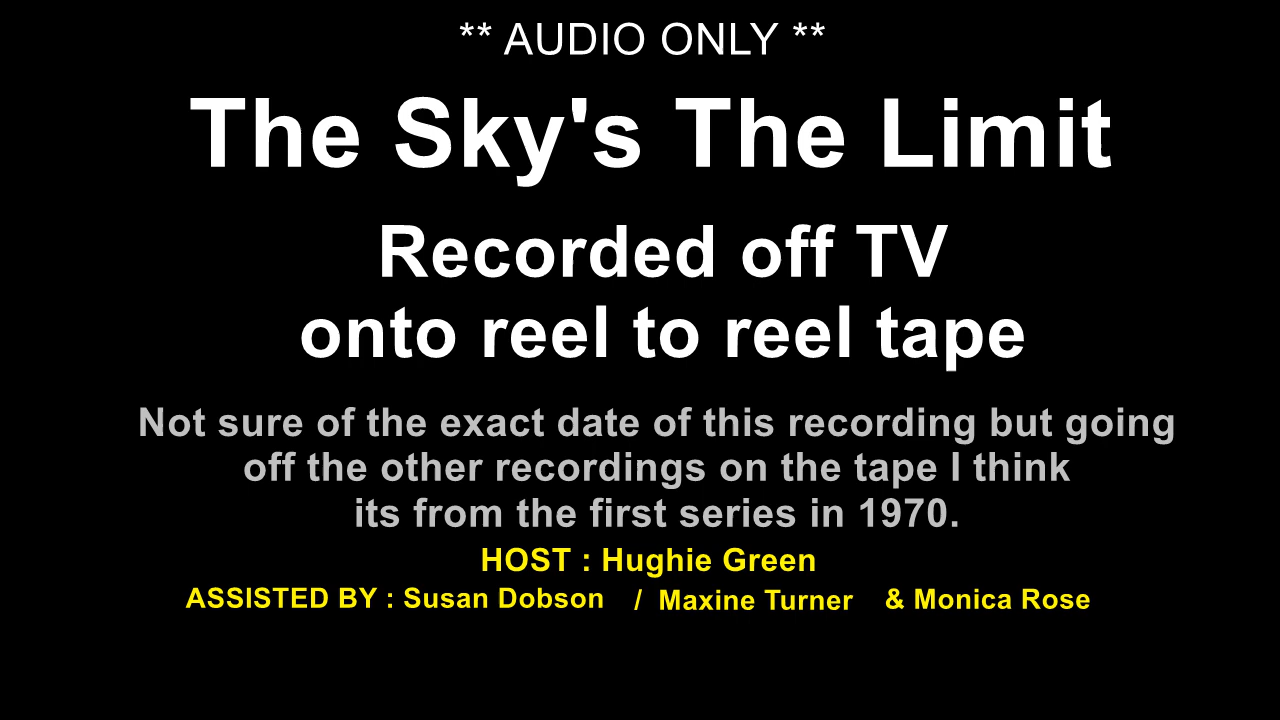 ** AUDIO ONLY **
The Sky's The Limit
Recorded off TV
onto reel to reel tape
Not sure of the exact date of this recording but going
off the other recordings on the tape I think
its from the first series in 1970.
HOST : Hughie Green
ASSISTED BY : Susan Dobson / Maxine Turner & Monica Rose